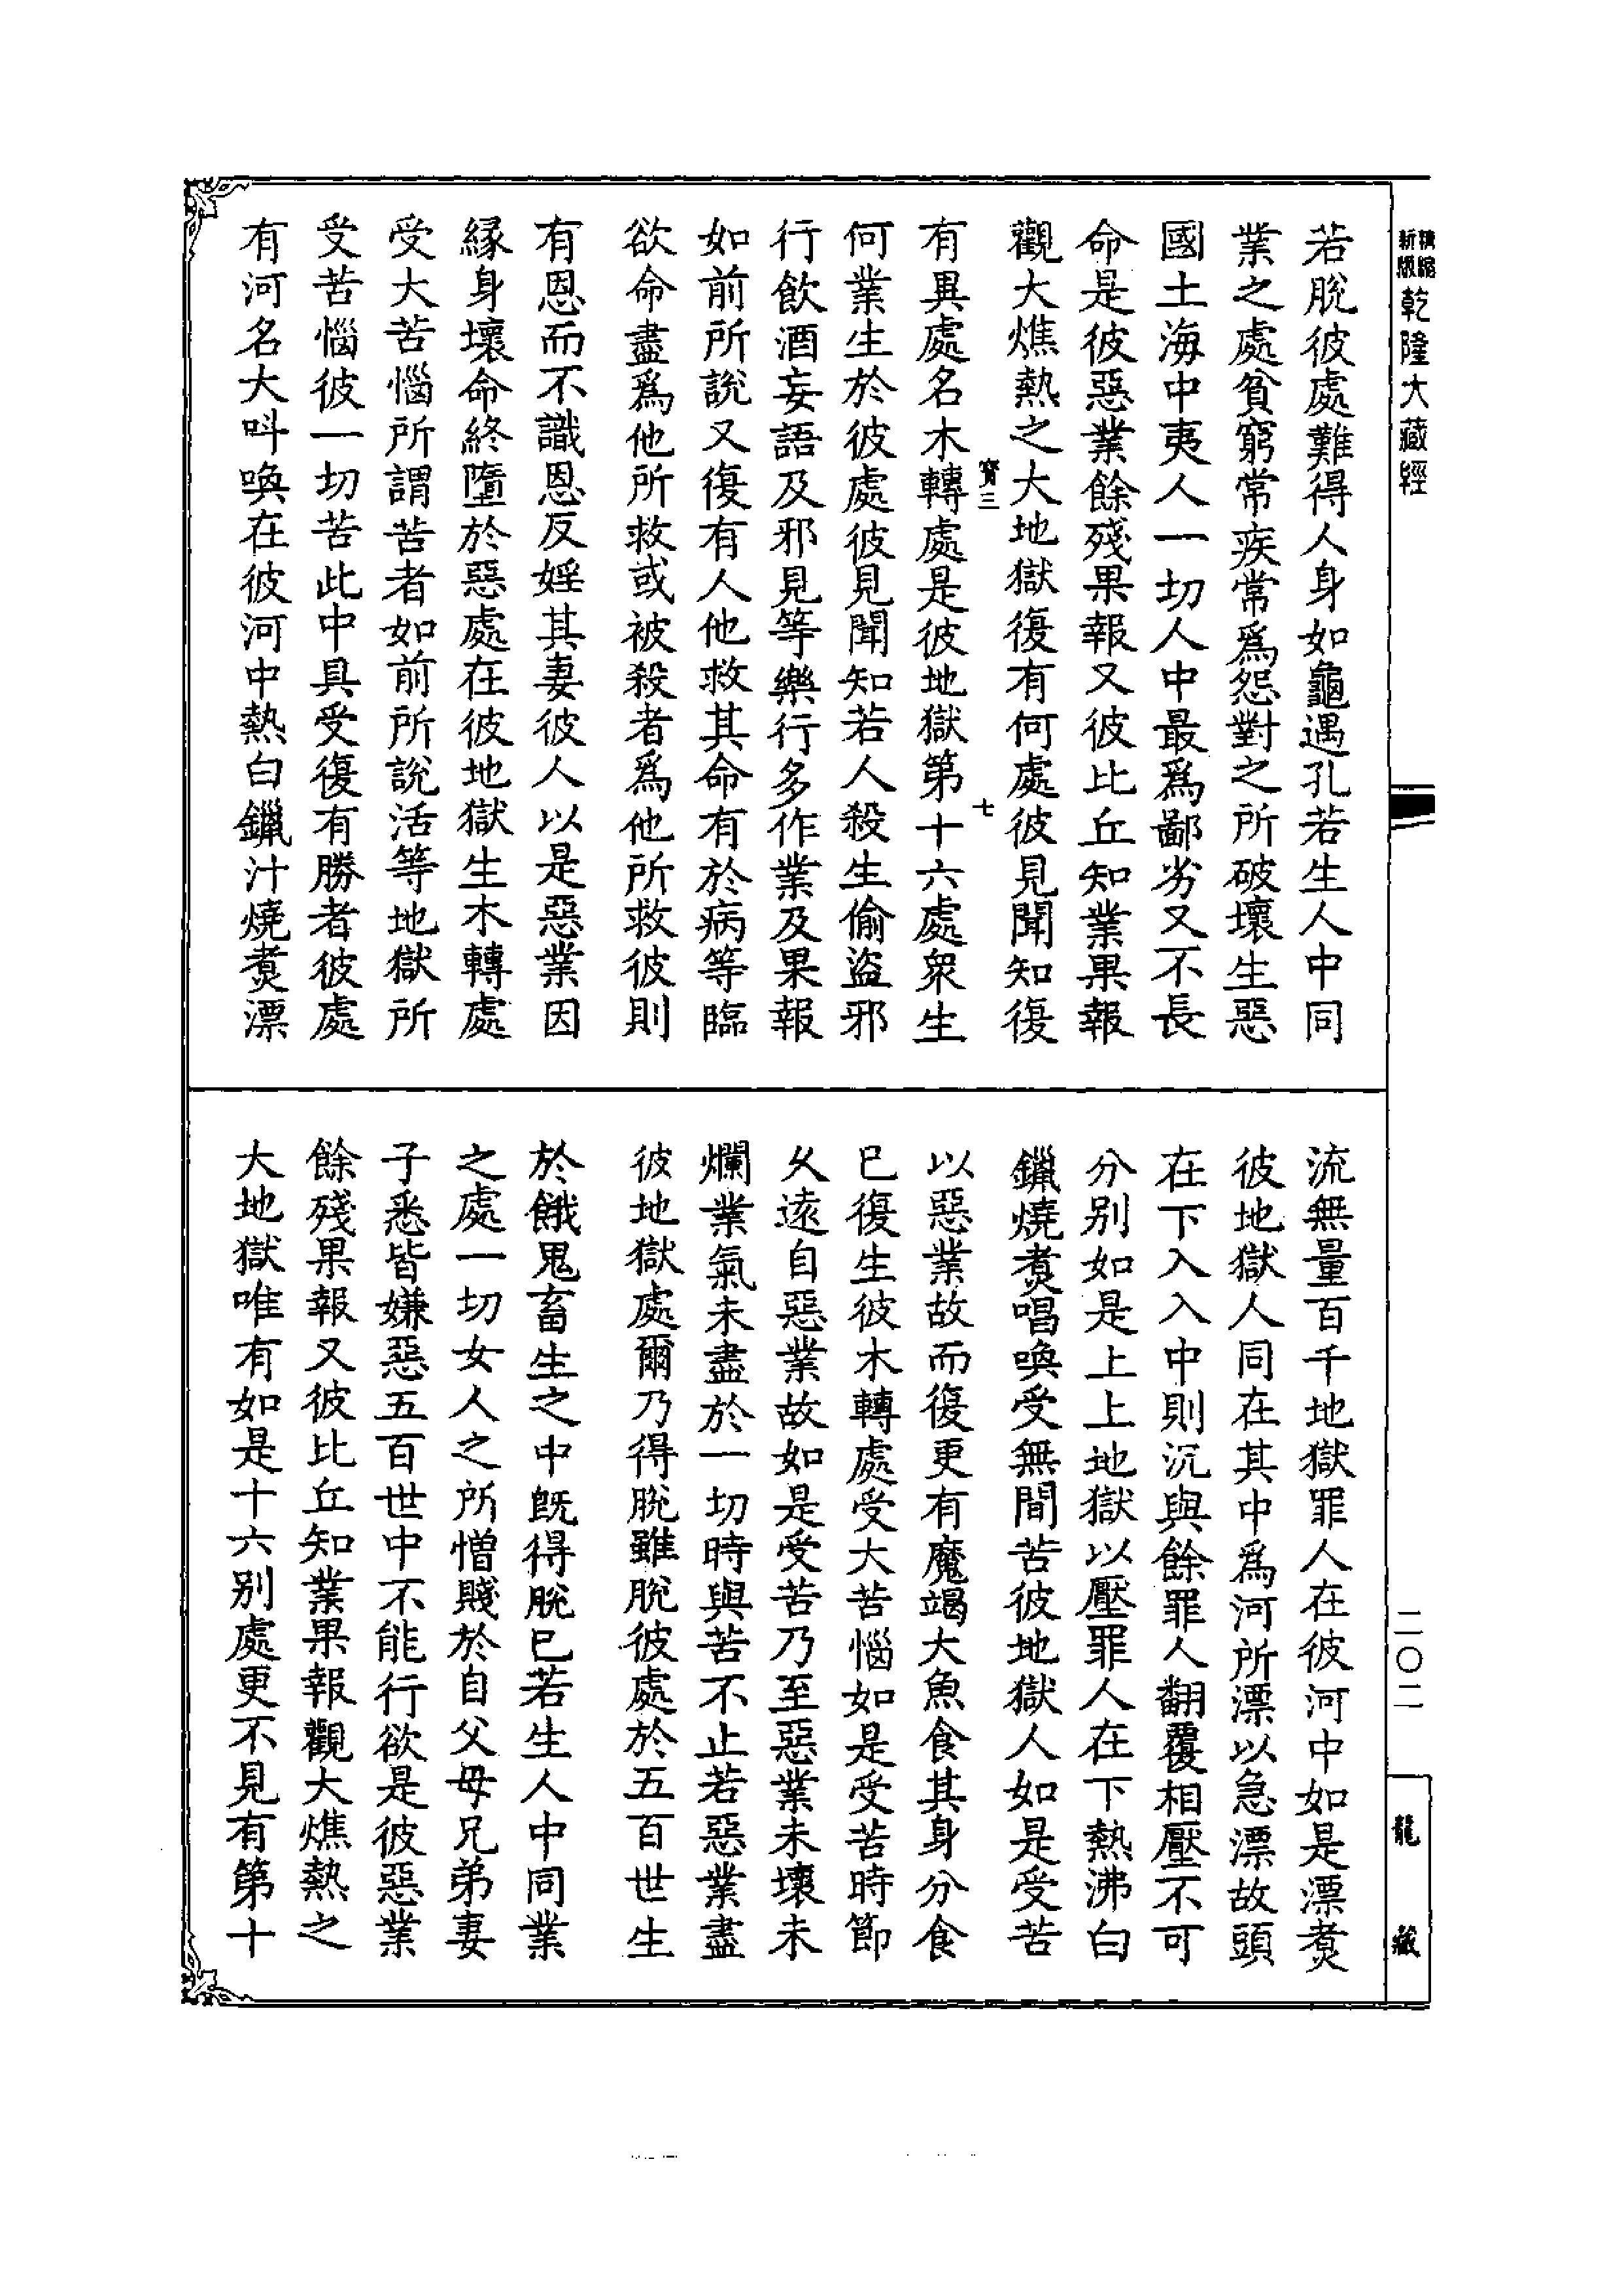 精縮新版乾隆大藏經
若脫彼處難得人身如龜遇孔若生人中同
業之處貧窮常疾常爲怨對之所破壞生惡
國土海中夷人一切人中最爲鄙劣又不長
命是彼惡業餘殘果報又彼比丘知業果報
觀大燋熱之大地獄復有何處彼見聞知復
寳三 七
有異處名木轉處是彼地獄第十六處衆生
何業生於彼處彼見聞知若人殺生偷盜邪
行飲酒妄語及邪見等樂行多作業及果報
如前所說又復有人他救其命有於病等臨
欲命盡爲他所救或被殺者爲他所救彼則
有恩而不識恩反婬其妻彼人以是惡業因
緣身壞命終墮於惡處在彼地獄生木轉處
受大苦惱所謂苦者如前所說活等地獄所
受苦惱彼一切苦此中具受復有勝者彼處
有河名大呌喚在彼河中熱白鑞汁燒煑漂
流無量百千地獄罪人在彼河中如是漂煑
彼地獄人同在其中爲河所漂以急漂故頭
在下入入中則沉與餘罪人翻覆相壓不可
分别如是上上地獄以壓罪人在下熱沸白
鑞燒煑唱喚受無間苦彼地獄人如是受苦
以惡業故而復更有魔竭大魚食其身分食
已復生彼木轉處受大苦惱如是受苦時節
久遠自惡業故如是受苦乃至惡業未壞未
爛業氣未盡於一切時與苦不止若惡業盡
彼地獄處爾乃得脫雖脫彼處於五百世生
於餓鬼畜生之中旣得脫已若生人中同業
之處一切女人之所憎賤於自父母兄弟妻
子悉皆嫌惡五百世中不能行欲是彼惡業
餘殘果報又彼比丘知業果報觀大燋熱之
大地獄唯有如是十六别處更不見有第十
二〇二
龍藏